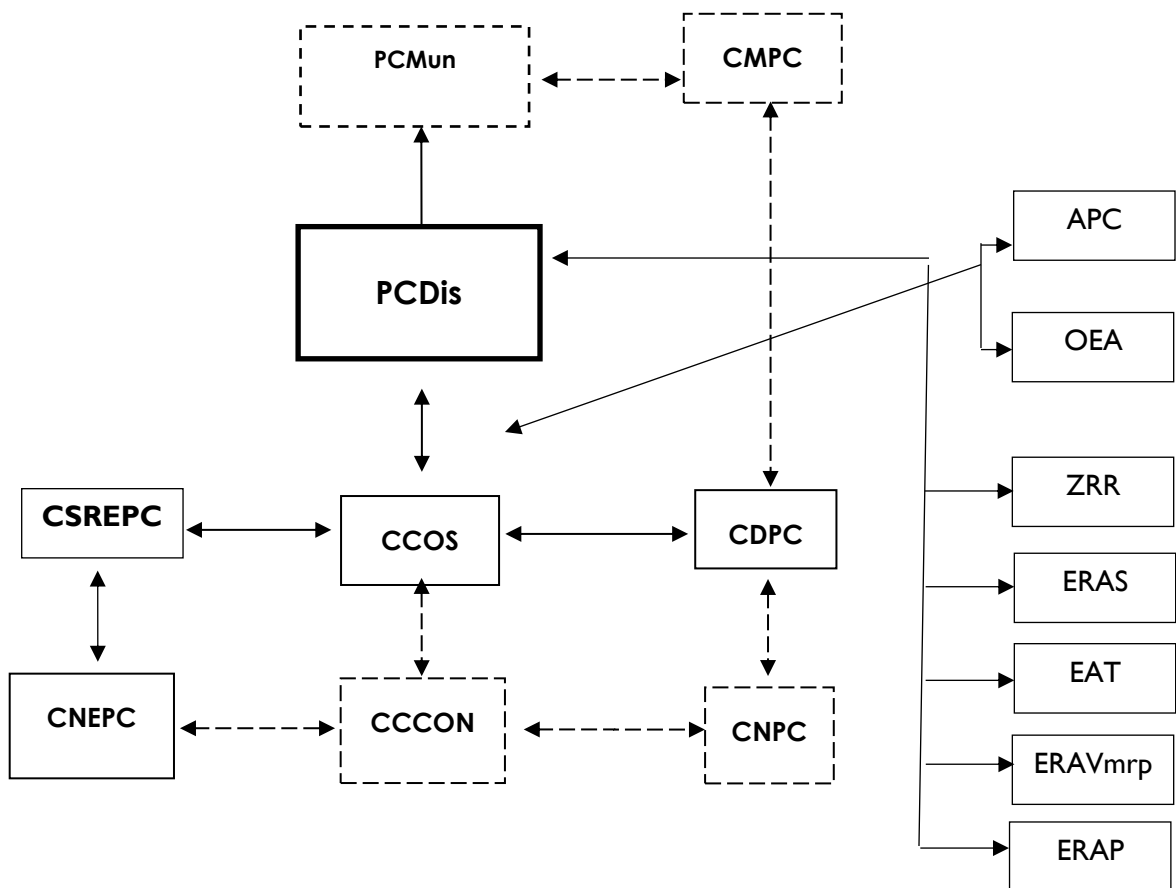 PCMun
CMPC
APC
PCDis
OEA
ZRR
CSREPC
CCOS
CDPC
ERAS
EAT
CNEPC
CCCON
CNPC
ERAVmrp
ERAP